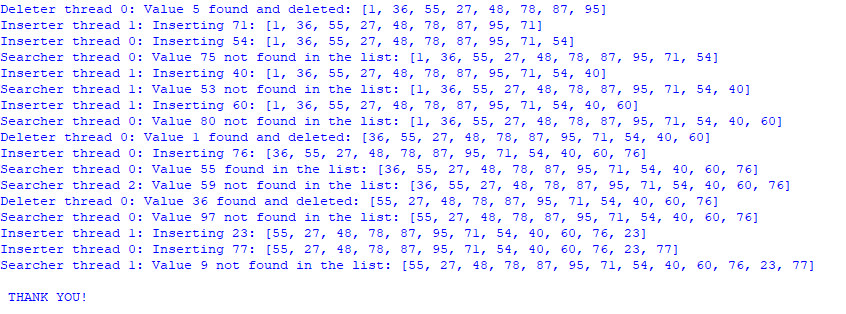 Deleter thread 0: Value 5 found and deleted: [1, 36, 55, 27, 48, 78, 87, 95]
Inserter thread 1: Inserting 71: [1, 36, 55, 27, 48, 78, 87, 95, 71]
Inserter thread 0: Inserting 54: [1, 36, 55, 27, 48, 78, 87, 95, 71, 54]
Searcher thread 0: Value 75 not found in the list: [1, 36, 55, 27, 48, 78, 87, 95, 71, 54]
Inserter thread 1: Inserting 40: [1, 36, 55, 27, 48, 78, 87, 95, 71, 54, 40]
Searcher thread 1: Value 53 not found in the list: [1, 36, 55, 27, 48, 78, 87, 95, 71, 54, 40]
Inserter thread 1: Inserting 60: [1, 36, 55, 27, 48, 78, 87, 95, 71, 54, 40, 60]
Searcher thread 0: Value 80 not found in the list: [1, 36, 55, 27, 48, 78, 87, 95, 71, 54, 40, 60]
Deleter thread 0: Value 1 found and deleted: [36, 55, 27, 48, 78, 87, 95, 71, 54, 40, 60]
Inserter thread 0: Inserting 76: [36, 55, 27, 48, 78, 87, 95, 71, 54, 40, 60, 76]
Searcher thread 0: Value 55 found in the list: [36, 55, 27, 48, 78, 87, 95, 71, 54, 40, 60, 76]
Searcher thread 2: Value 59 not found in the list: [36, 55, 27, 48, 78, 87, 95, 71, 54, 40, 60, 76]
Deleter thread 0: Value 36 found and deleted: [55, 27, 48, 78, 87, 95, 71, 54, 40, 60, 76]
Searcher thread 0: Value 97 not found in the list: [55, 27, 48, 78, 87, 95, 71, 54, 40, 60, 76]
Inserter thread 1: Inserting 23: [55, 27, 48, 78, 87, 95, 71, 54, 40, 60, 76, 23]
Inserter thread 0: Inserting 77: [55, 27, 48, 78, 87, 95, 71, 54, 40, 60, 76, 23, 77]
Searcher thread 1: Value 9 not found in the list: [55, 27, 48, 78, 87, 95, 71, 54, 40, 60, 76, 23, 77]
THANK YOU!